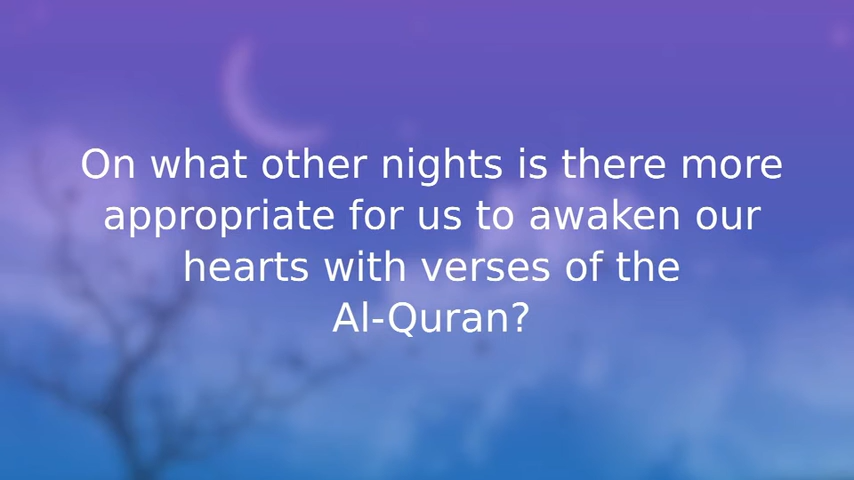 On what other nights is there more
appropriate for us to awaken our
hearts with verses of the
Al-Quran?